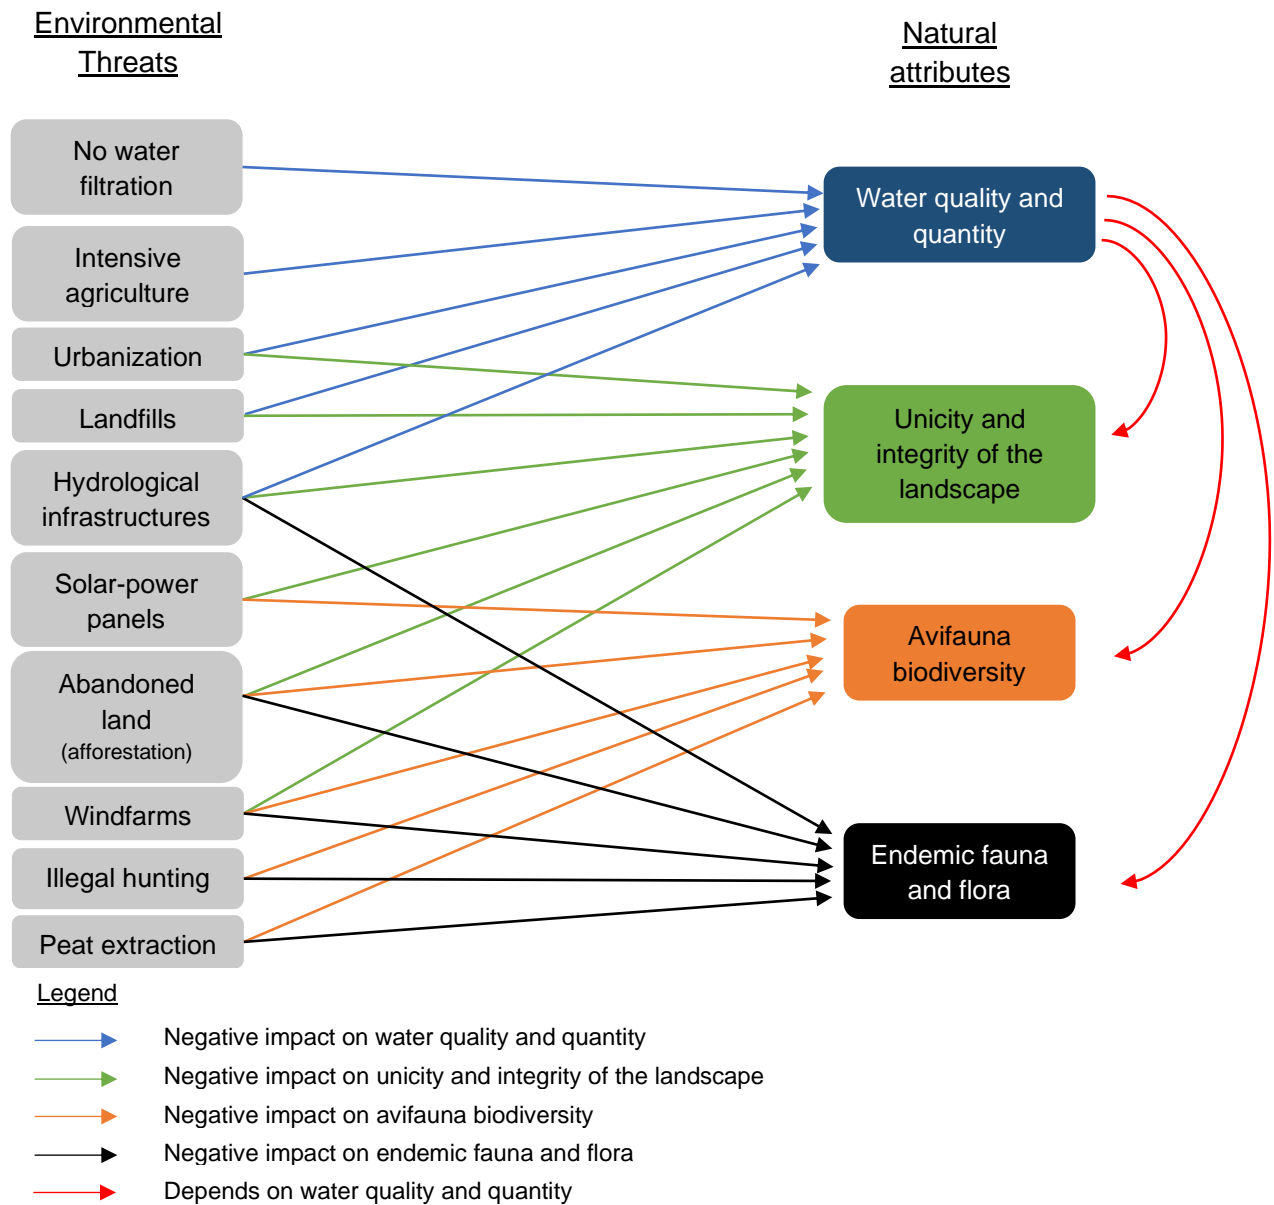 Environmental
Threats
Natural
attributes
No water
filtration
Intensive
agriculture
Urbanization
Landfills
Hydrological
infrastructures
Solar-power
panels
Abandoned
land
(afforestation)
Windfarms
Illegal hunting
Peat extraction
Water quality and
quantity
Unicity and
integrity of the
landscape
Avifauna
biodiversity
Endemic fauna
and flora
Legend
Negative impact on water quality and quantity
Negative impact on unicity and integrity of the landscape
Negative impact on avifauna biodiversity
Negative impact on endemic fauna and flora
Depends on water quality and quantity